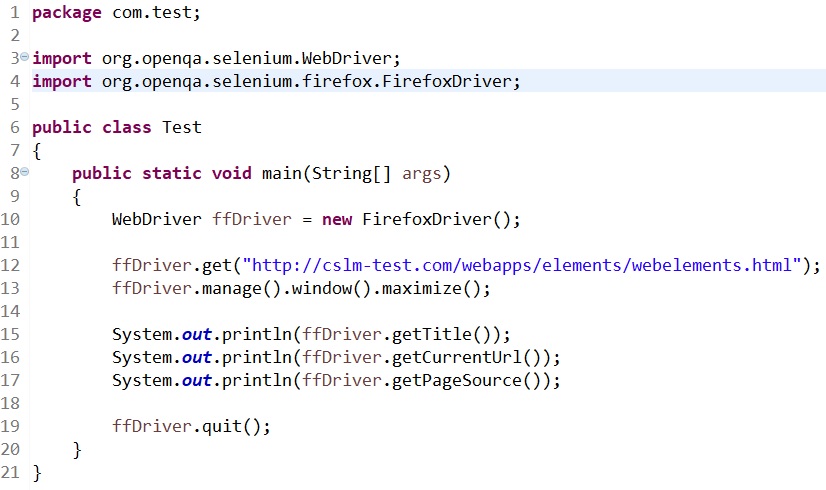 1 package com.test;
2
3 import org.openqa.selenium.WebDriver;
4 import org.openqa.selenium.firefox.FirefoxDriver;
5
6 public class Test
7 {
8     public static void main(String[] args)
9     {
10         WebDriver ffDriver = new FirefoxDriver();
11
12         ffDriver.get("http://cslm-test.com/webapps/elements/webelements.html");
13         ffDriver.manage().window().maximize();
14
15         System.out.println(ffDriver.getTitle());
16         System.out.println(ffDriver.getCurrentUrl());
17         System.out.println(ffDriver.getPageSource());
18
19         ffDriver.quit();
20     }
21 }